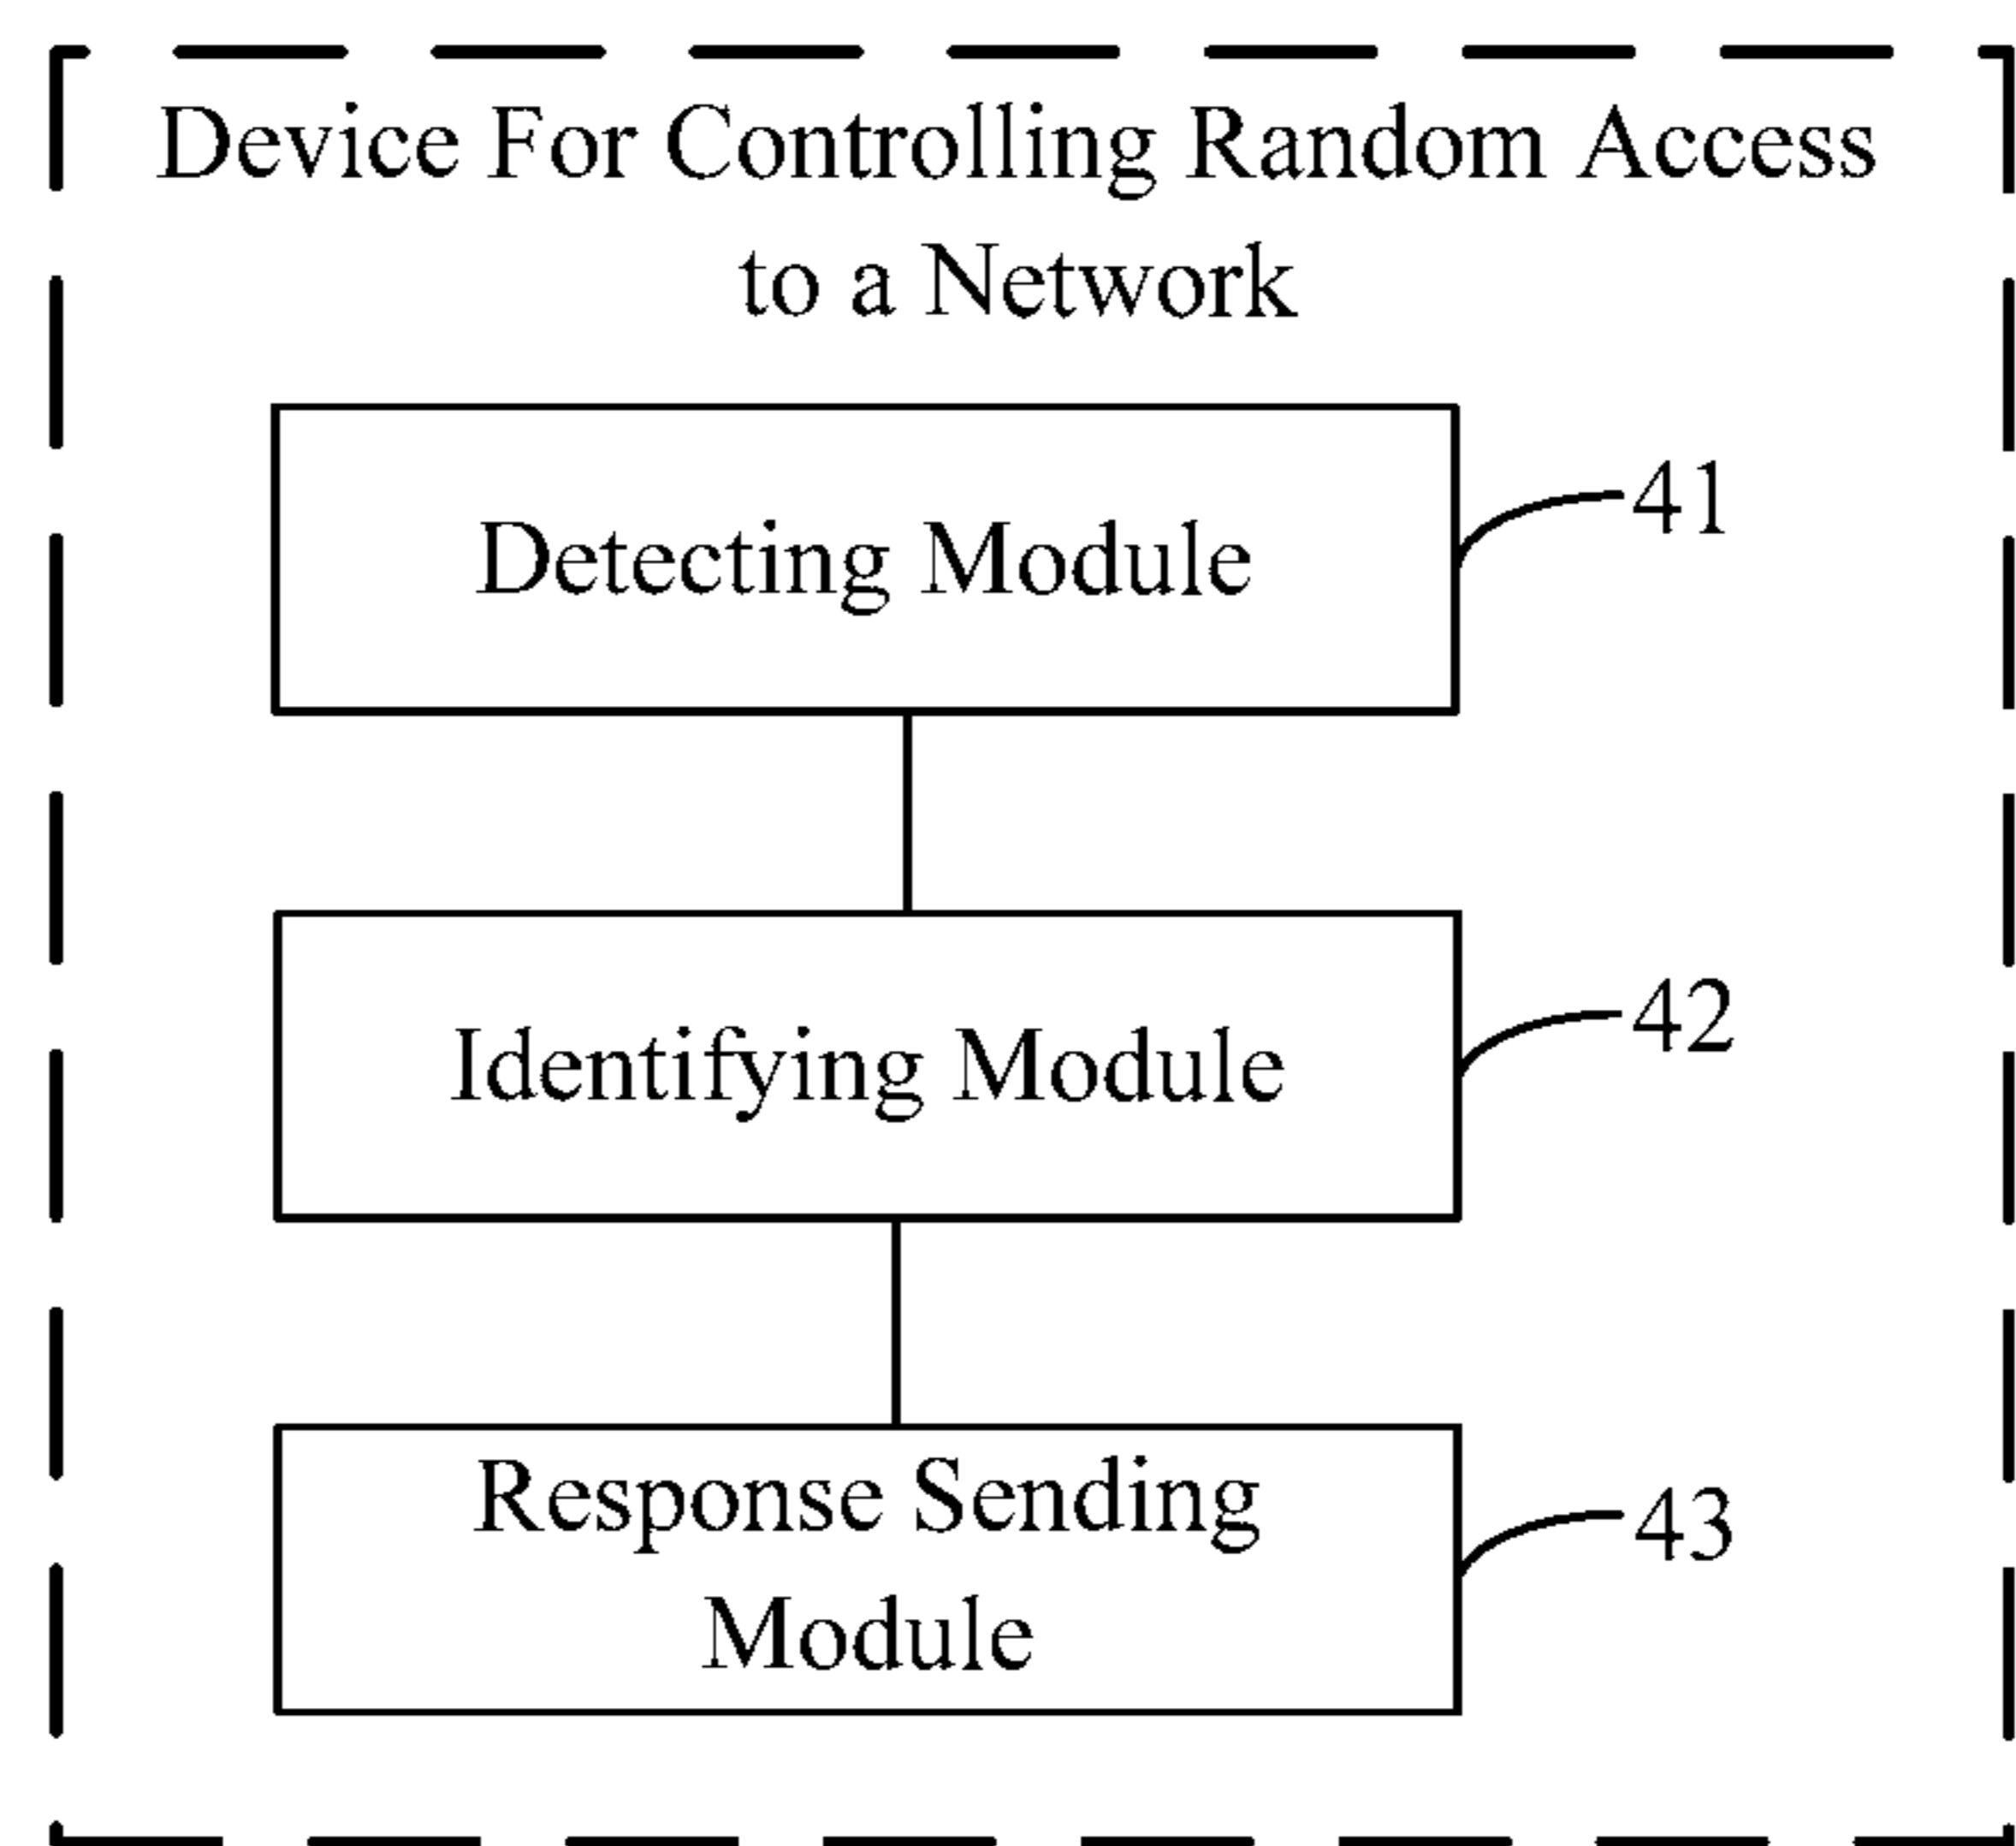 Device For Controlling Random Access
to a Network
Detecting Module
41
Identifying Module
42
Response Sending
Module
43